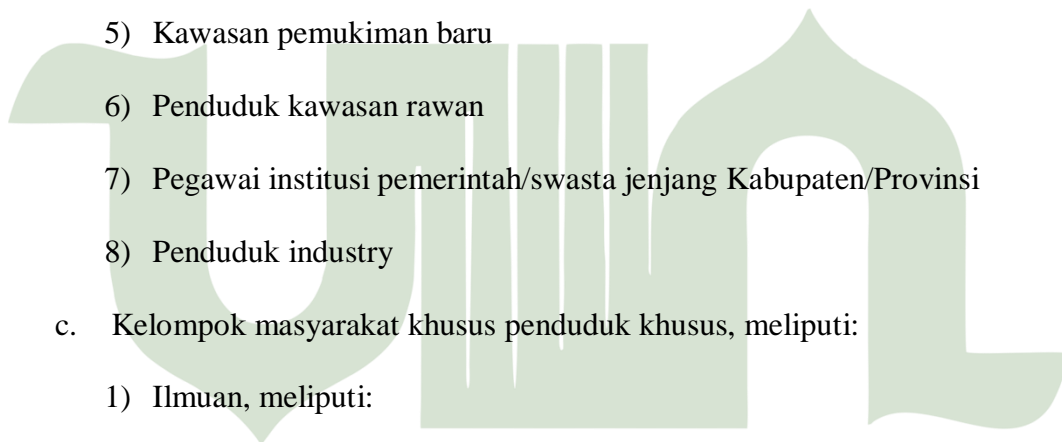 5) Kawasan pemukiman baru
6) Penduduk kawasan rawan
7) Pegawai institusi pemerintah/swasta jenjang Kabupaten/Provinsi
8) Penduduk industry
c. Kelompok masyarakat khusus penduduk khusus, meliputi:
1) Ilmuan, meliputi: